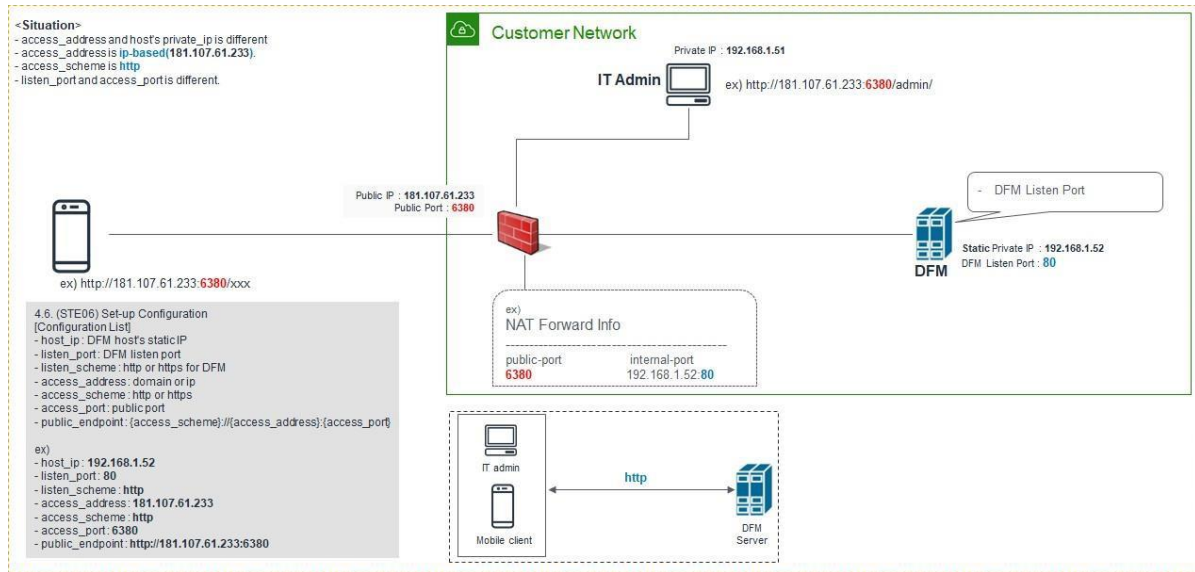 <Situation>
- access_address and host's private_ip is different
- access_address is ip-based(181.107.61.233).
- access_scheme is http
- listen_port and access_port is different.
Customer Network
Private IP : 192.168.1.51
IT Admin
ex) http://181.107.61.233:6380/admin/
Public IP : 181.107.61.233
Public Port : 6380
- DFM Listen Port
Static Private IP : 192.168.1.52
DFM Listen Port : 80
DFM
ex) http://181.107.61.233:6380/xxx
ex)
NAT Forward Info
public-port internal-port
6380 192.168.1.52:80
4.6. (STE06) Set-up Configuration
[Configuration List]
- host_ip : DFM host's static IP
- listen_port : DFM listen port
- listen_scheme : http or https for DFM
- access_address : domain or ip
- access_scheme : http or https
- access_port : public port
- public_endpoint : {access_scheme}://{access_address}:{access_port}
ex)
- host_ip : 192.168.1.52
- listen_port : 80
- listen_scheme : http
- access_address : 181.107.61.233
- access_scheme : http
- access_port : 6380
- public_endpoint : http://181.107.61.233:6380
IT admin
Mobile client
http
DFM
Server